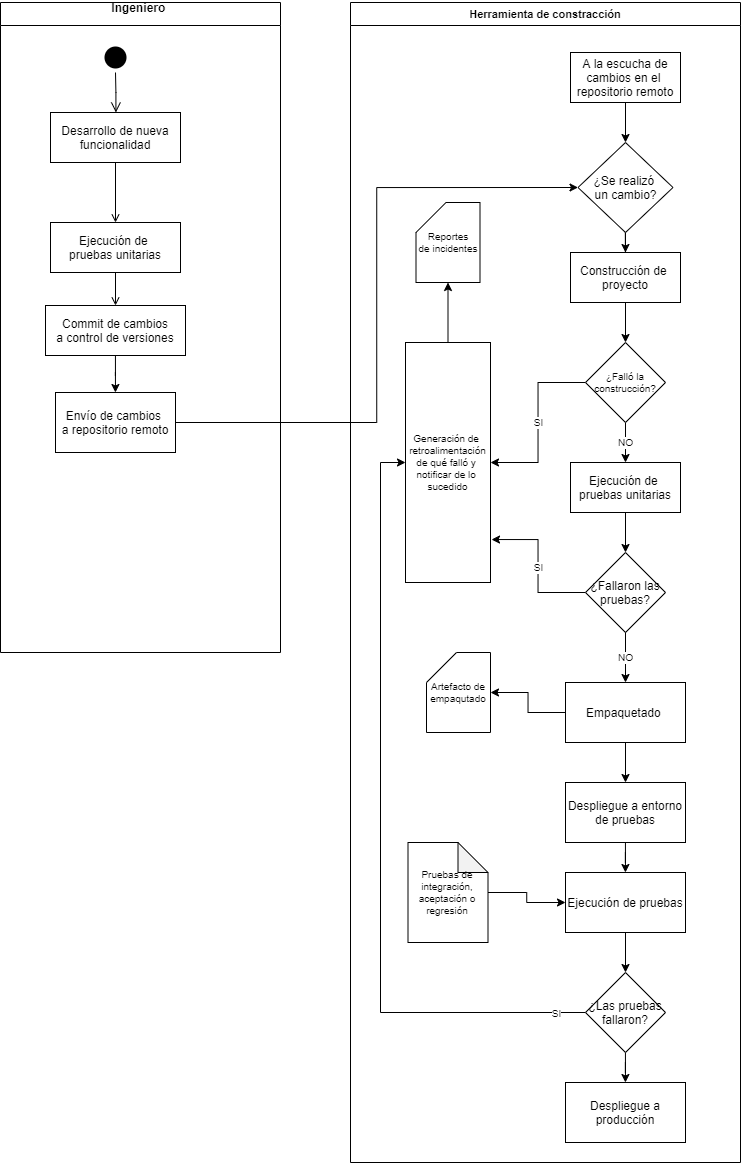 Ingeniero
Desarrollo de nueva
funcionalidad
Ejecución de
pruebas unitarias
Commit de cambios
a control de versiones
Envío de cambios
a repositorio remoto
Herramienta de constracción
A la escucha de
cambios en el
repositorio remoto
¿Se realizó
un cambio?
Construcción de
proyecto
¿Falló la
construcción?
SI
NO
Reportes
de incidentes
Generación de
retroalimentación
de qué falló y
notificar de lo
sucedido
Ejecución de
pruebas unitarias
¿Fallaron las
pruebas?
SI
NO
Empaquetado
Artefacto de
empaqutado
Despliegue a entorno
de pruebas
Pruebas de
integración,
aceptación o
regresión
Ejecución de pruebas
¿Las pruebas
fallaron?
SI
Despliegue a
producción